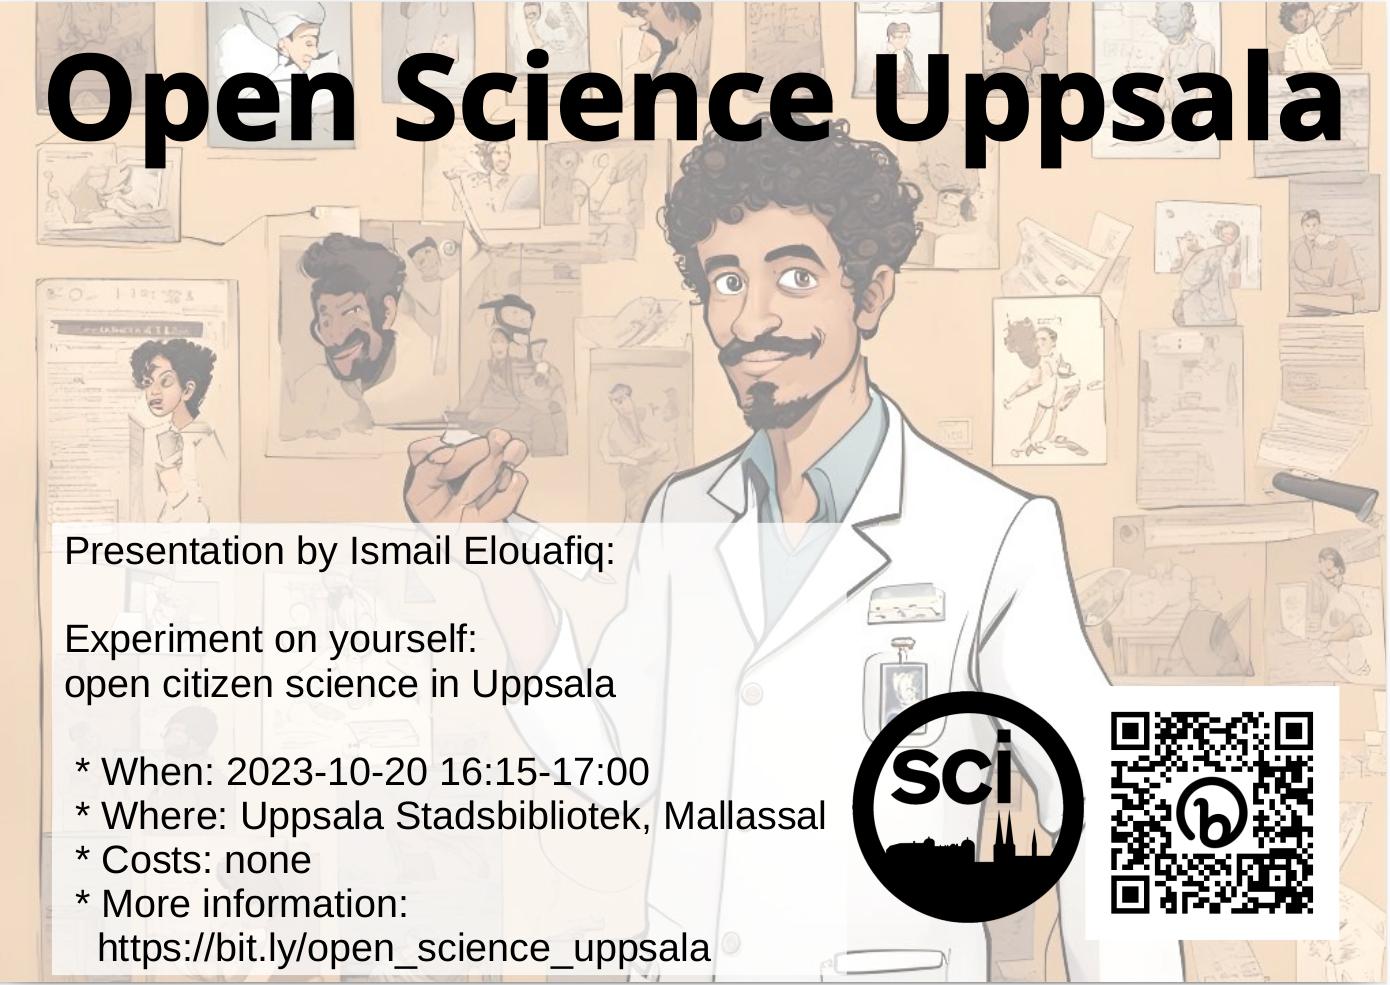 Open Science Uppsala
Presentation by Ismail Elouafiq:
Experiment on yourself:
open citizen science in Uppsala
* When: 2023-10-20 16:15-17:00
* Where: Uppsala Stadsbibliotek, Mallassal
* Costs: none
* More information:
https://bit.ly/open_science_uppsala
sci
b